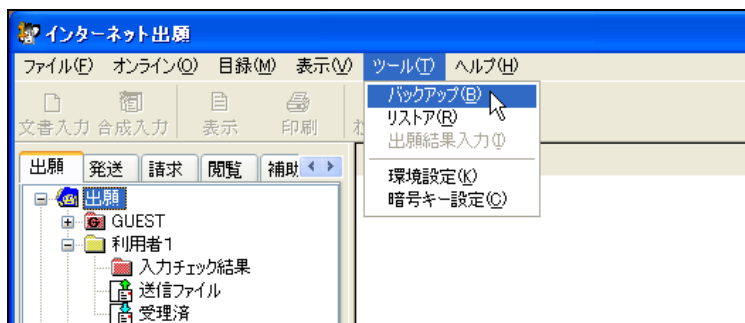 インターネット出願
ファイル(F) オンライン(O) 目録(M) 表示(V) ツール(T) ヘルプ(H)
バックアップ(B)
リストア(R)
出願結果入力(I)
環境設定(K)
暗号キー設定(C)
文書入力 合成入力 表示 印刷
出願 発送 請求 閲覧 補助
出願
GUEST
利用者1
入力チェック結果
送信ファイル
受理済